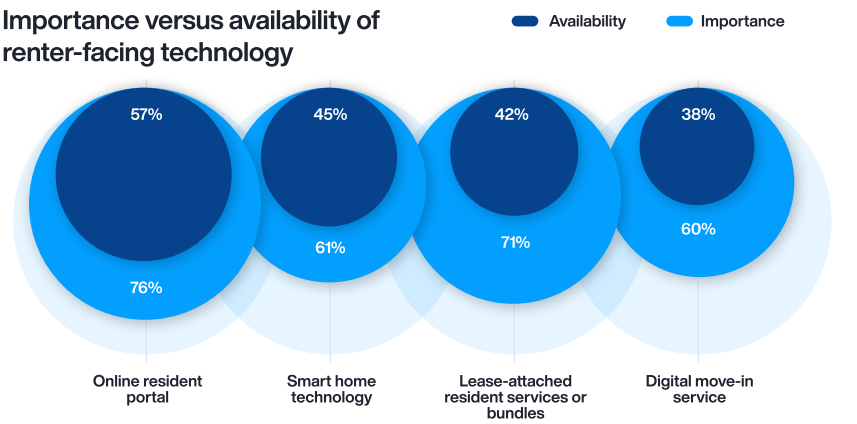 Importance versus availability of
renter-facing technology
Availability
Importance
57%
45%
42%
38%
76%
61%
71%
60%
Online resident
portal
Smart home
technology
Lease-attached
resident services or
bundles
Digital move-in
service